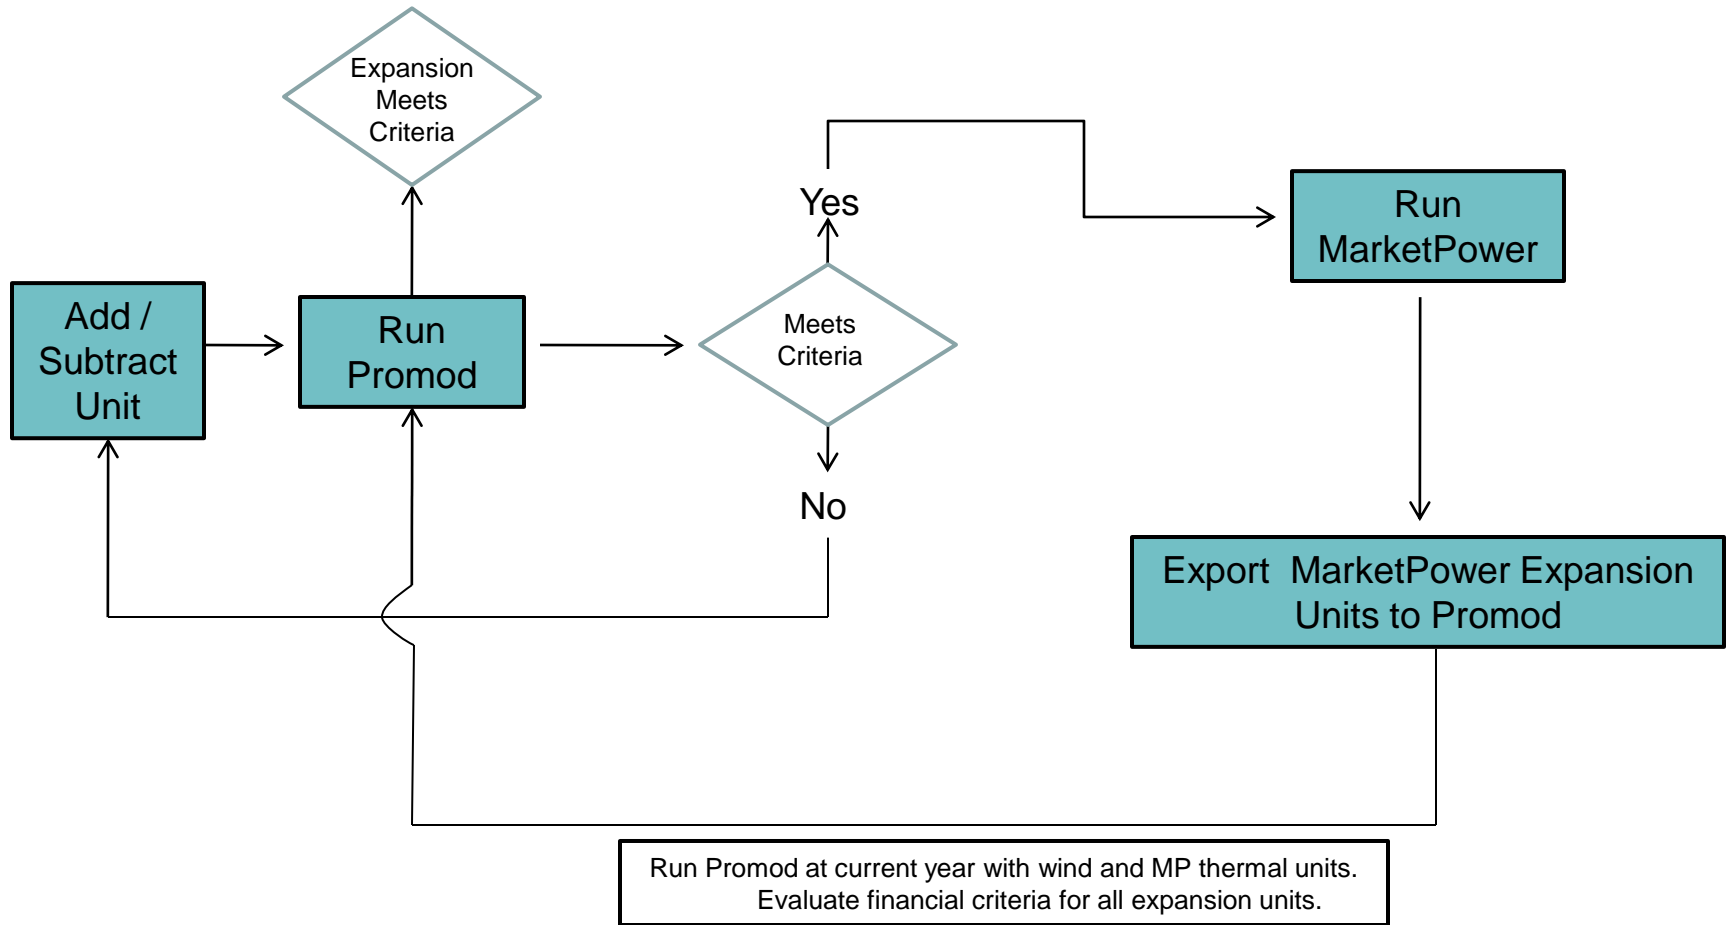 Expansion
Meets
Criteria
Yes
Run
MarketPower
Add /
Subtract
Unit
Run
Promod
Meets
Criteria
No
Export  MarketPower Expansion
Units to Promod
Run Promod at current year with wind and MP thermal units.
Evaluate financial criteria for all expansion units.